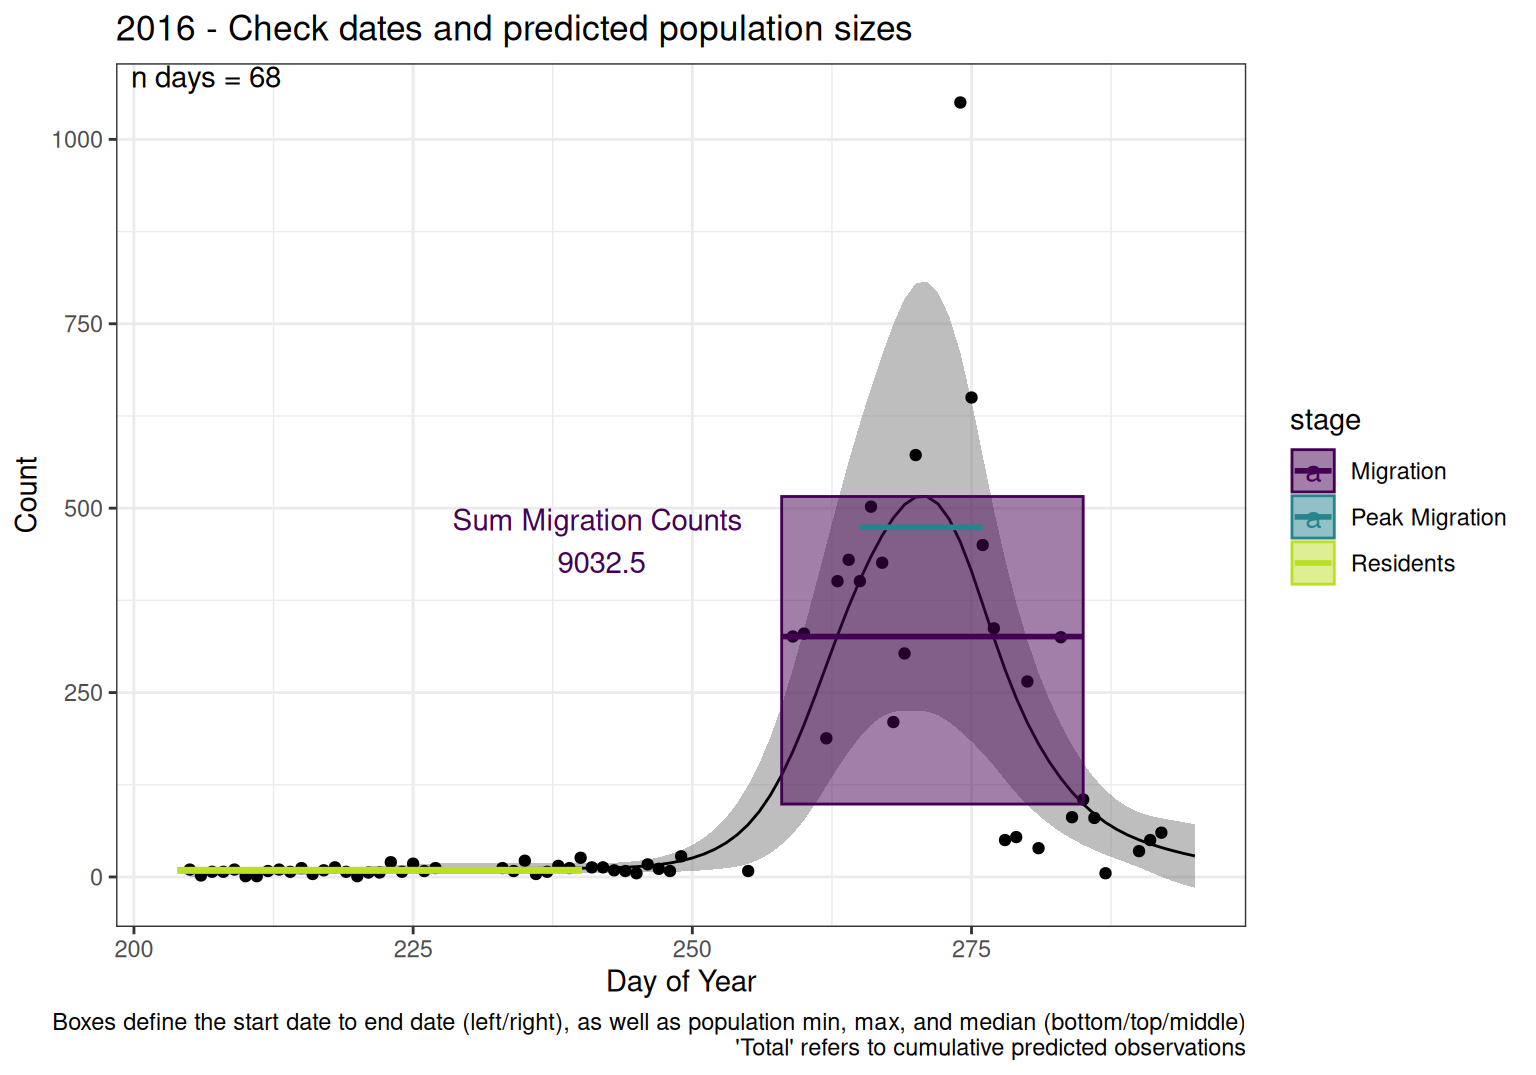 2016 - Check dates and predicted population sizes
n days = 68
1000
750
500
250
0
Count
Sum Migration Counts
9032.5
200
225
250
275
Day of Year
stage
a Migration
a Peak Migration
Residents
Boxes define the start date to end date (left/right), as well as population min, max, and median (bottom/top/middle)
'Total' refers to cumulative predicted observations